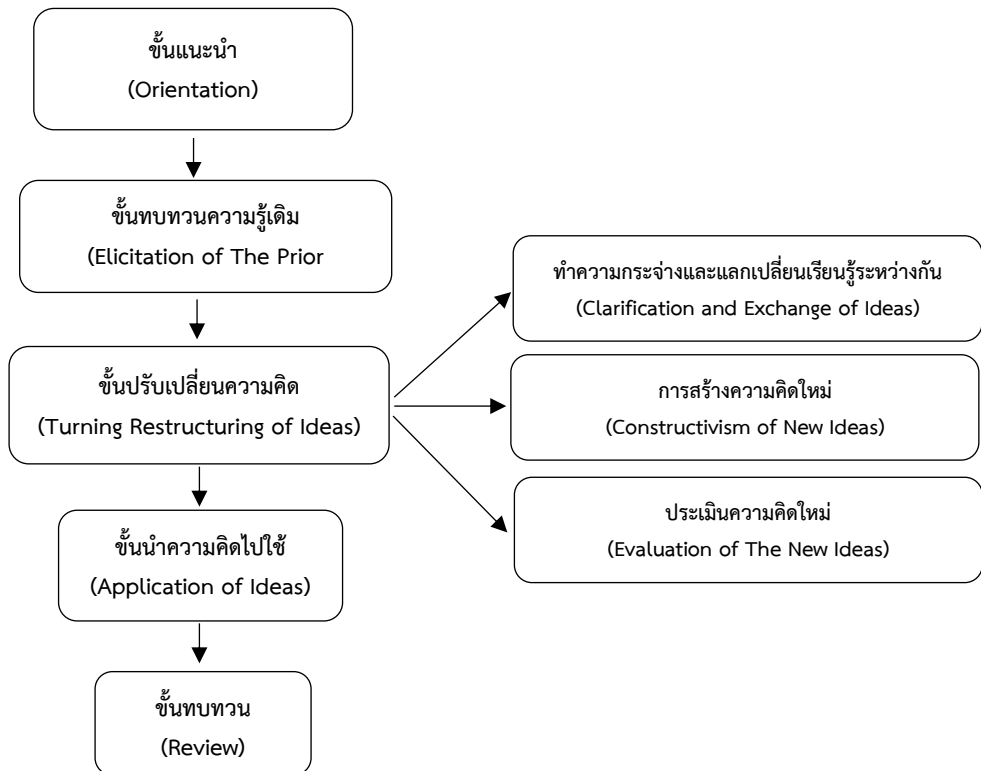 ขั้นแนะนำ
(Orientation)
ขั้นทบทวนความรู้เดิม
(Elicitation of The Prior
ขั้นปรับเปลี่ยนความคิด
(Turning Restructuring of Ideas)
ทำความกระจ่างและแลกเปลี่ยนเรียนรู้ระหว่างกัน
(Clarification and Exchange of Ideas)
การสร้างความคิดใหม่
(Constructivism of New Ideas)
ประเมินความคิดใหม่
(Evaluation of The New Ideas)
ขั้นนำความคิดไปใช้
(Application of Ideas)
ขั้นทบทวน
(Review)